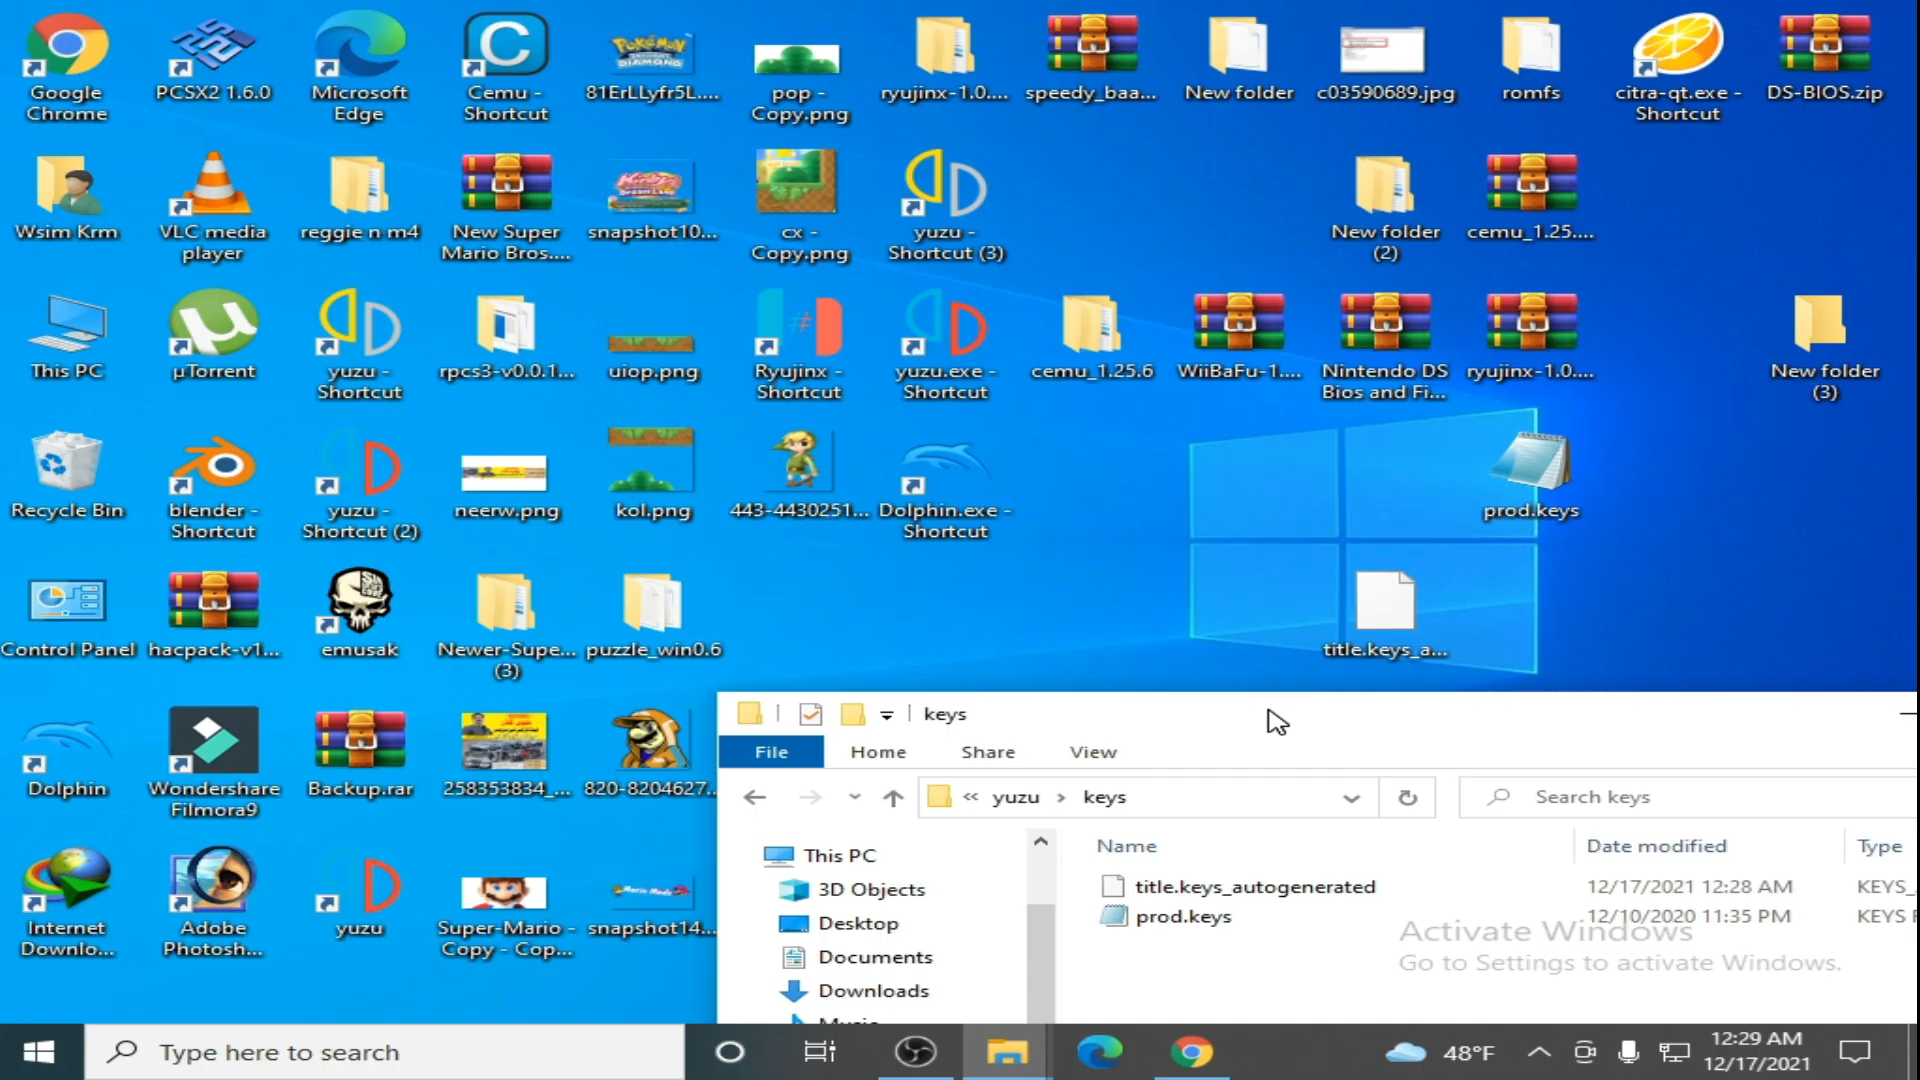 Google
Chrome
PCSX2 1.6.0
Microsoft
Edge
Cemu -
Shortcut
81ErLLyfr5L....
pop -
Copy.png
ryujinx-1.0....
speedy_baa...
New folder
c03590689.jpg
romfs
citra-qt.exe -
Shortcut
DS-BIOS.zip
Wsim Krm
VLC media
player
reggie n m4
New Super
Mario Bros....
snapshot10...
cx -
Copy.png
yuzu -
Shortcut (3)
New folder
(2)
cemu_1.25....
This PC
µTorrent
yuzu -
Shortcut
rpcs3-v0.0.1...
uiop.png
Ryujinx -
Shortcut
yuzu.exe -
Shortcut
cemu_1.25.6
WiiBaFu-1....
Nintendo DS
Bios and Fi...
ryujinx-1.0....
New folder
(3)
Recycle Bin
blender -
Shortcut
yuzu -
Shortcut (2)
neerw.png
kol.png
443-4430251...
Dolphin.exe -
Shortcut
prod.keys
Control Panel
hacpack-v1...
emusak
Newer-Supe...
(3)
puzzle_win0.6
title.keys_a...
Dolphin
Wondershare
Filmora9
Backup.rar
258353834_...
820-8204627...
Internet
Downlo...
Adobe
Photosh...
yuzu
Super-Mario -
Copy - Cop...
snapshot14...
keys
File Home Share View
« yuzu › keys
Search keys
This PC
3D Objects
Desktop
Documents
Downloads
Music
Name Date modified Type
title.keys_autogenerated 12/17/2021 12:28 AM KEYS_
prod.keys 12/10/2020 11:35 PM KEYS F
Activate Windows
Go to Settings to activate Windows.
Type here to search
48°F
12:29 AM
12/17/2021